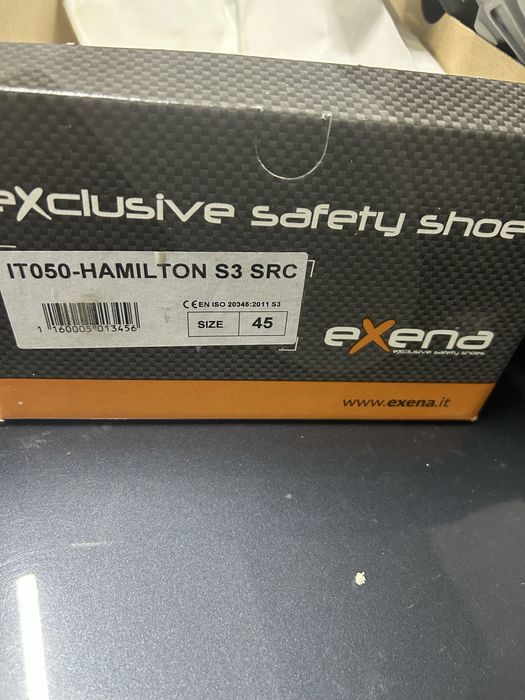 eXclusive safety shoe
IT050-HAMILTON S3 SRC
CE EN ISO 20345:2011 S3
1 160005 013456
SIZE 45
eXena
eXclusive safety shoes
www.exena.it